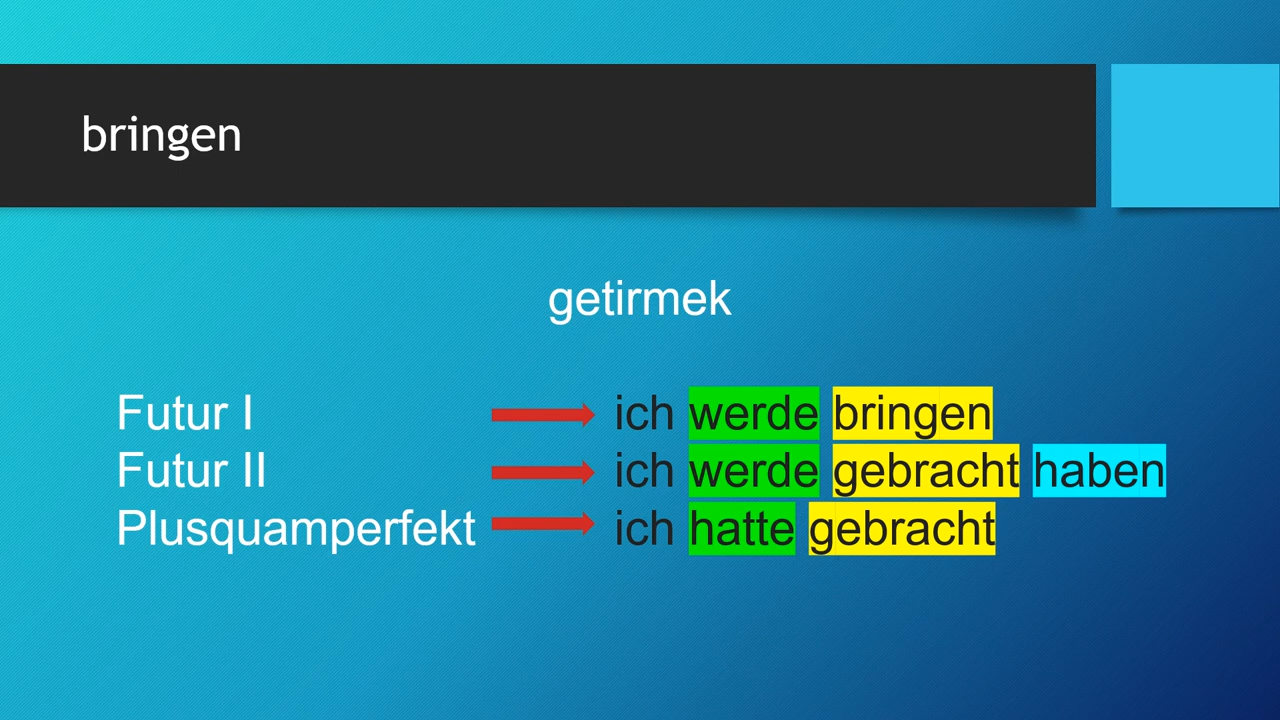 bringen
getirmek
Futur I ich werde bringen
Futur II ich werde gebracht haben
Plusquamperfekt ich hatte gebracht